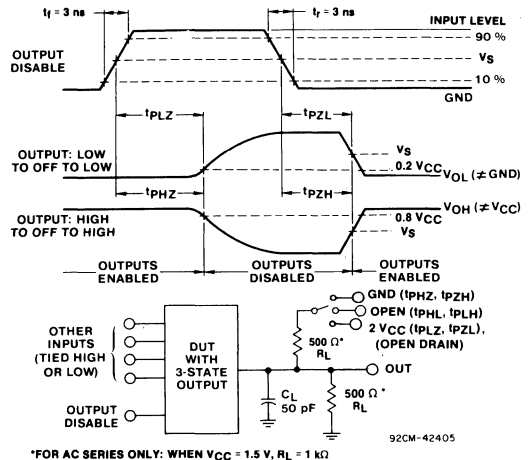 tf = 3 ns
tr = 3 ns
INPUT LEVEL
90 %
OUTPUT
DISABLE
VS
10 %
GND
tPLZ
tPZL
OUTPUT: LOW
TO OFF TO LOW
VS
0.2 VCC
VOL (≠ GND)
tPHZ
tPZH
OUTPUT: HIGH
TO OFF TO HIGH
VOH (≠ VCC)
0.8 VCC
VS
OUTPUTS
ENABLED
OUTPUTS
DISABLED
OUTPUTS
ENABLED
OTHER
INPUTS
(TIED HIGH
OR LOW)
OUTPUT
DISABLE
DUT
WITH
3-STATE
OUTPUT
GND (tPHZ, tPZH)
OPEN (tPHL, tPLH)
2 VCC (tPLZ, tPZL),
(OPEN DRAIN)
500 Ω*
RL
OUT
CL
50 pF
500 Ω*
RL
92CM-42405
*FOR AC SERIES ONLY: WHEN VCC = 1.5 V, RL = 1 kΩ